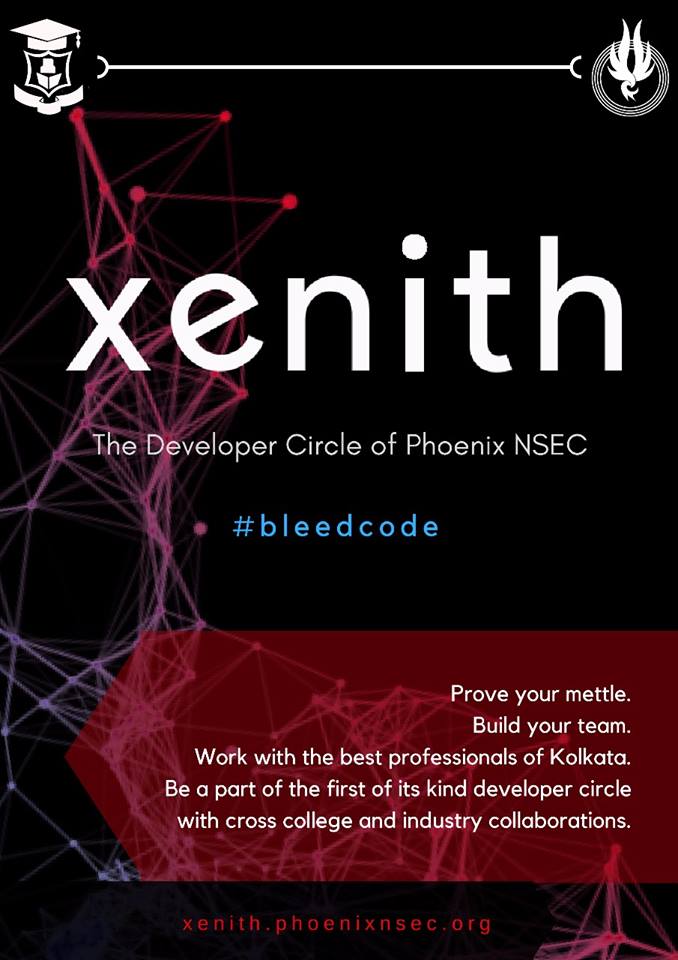 xenith
The Developer Circle of Phoenix NSEC
#bleedcode
Prove your mettle.
Build your team.
Work with the best professionals of Kolkata.
Be a part of the first of its kind developer circle
with cross college and industry collaborations.
xenith.phoenixnsec.org